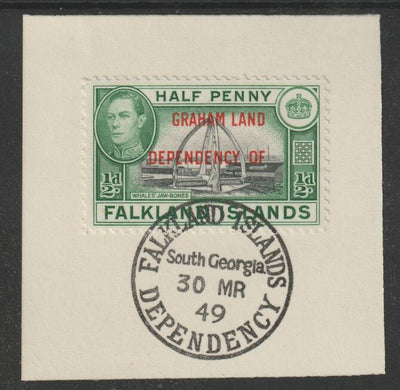 HALF PENNY
GRAHAM LAND
DEPENDENCY OF
½d
½d
WHALES' JAW-BONES
FALKLAND ISLANDS
FALKLAND ISLANDS
South Georgia
30 MR
49
DEPENDENCY